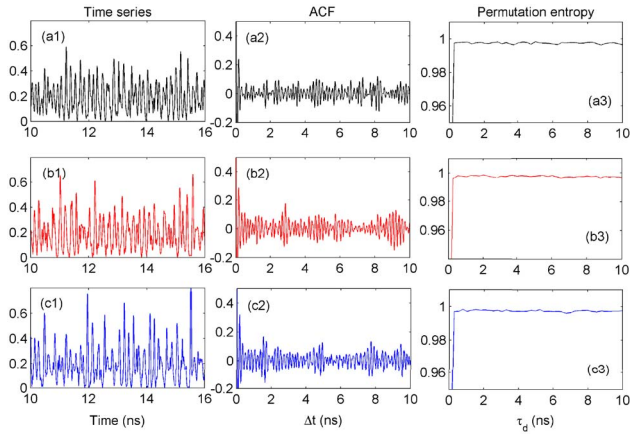 Time series ACF Permutation entropy
(a1) (a2) (a3)
0.6 0.4 0.2 0
0.4 0.2 0 -0.2
1 0.98 0.96
10 12 14 16 0 2 4 6 8 10 0 2 4 6 8 10
(b1) (b2) (b3)
0.6 0.4 0.2 0
0.4 0.2 0 -0.2
1 0.98 0.96
10 12 14 16 0 2 4 6 8 10 0 2 4 6 8 10
(c1) (c2) (c3)
0.6 0.4 0.2 0
0.4 0.2 0 -0.2
1 0.98 0.96
10 12 14 16 0 2 4 6 8 10 0 2 4 6 8 10
Time (ns) Δt (ns) τd (ns)